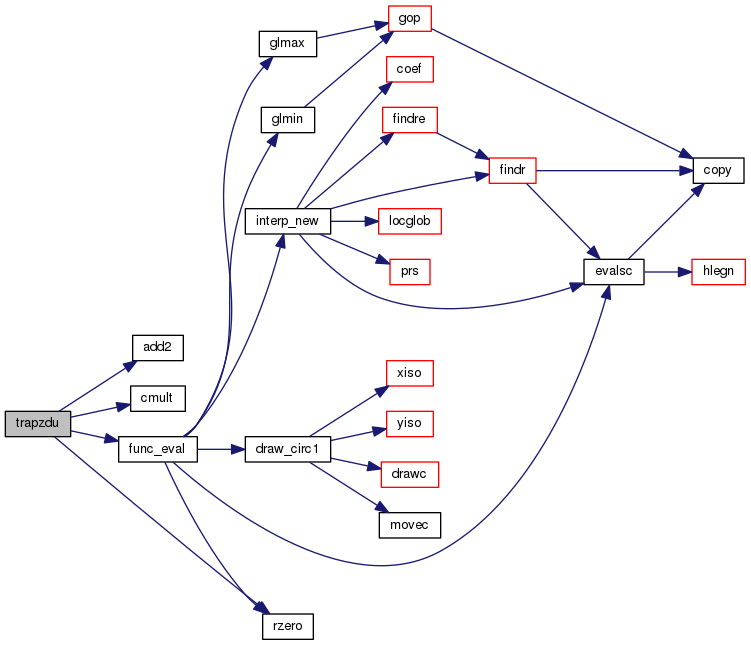 gop
glmax
coef
glmin
findre
findr
copy
interp_new
locglob
prs
evalsc
hlegn
add2
xiso
cmult
trapzdu
yiso
func_eval
draw_circ1
drawc
movec
rzero